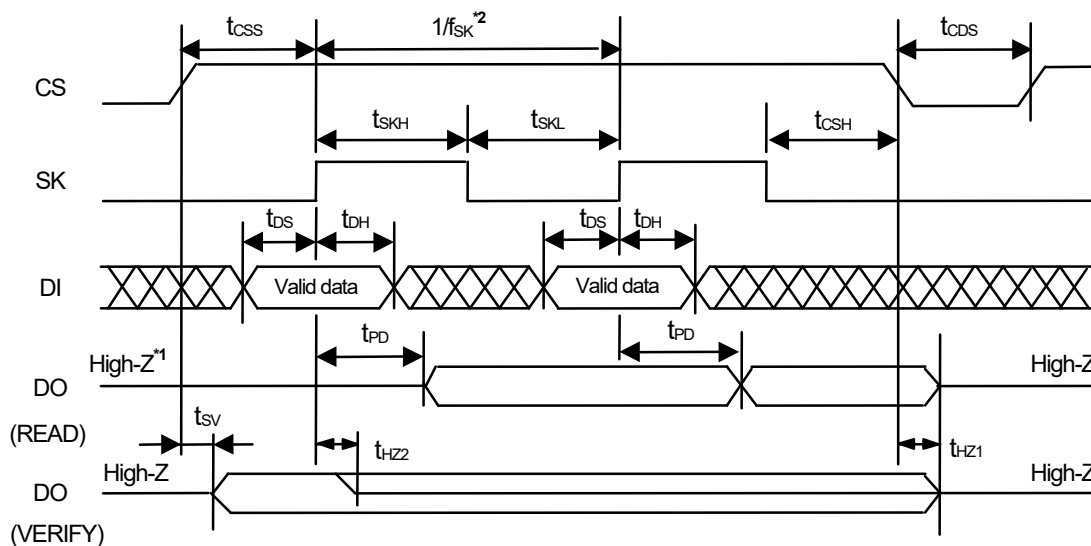 tCSS 1/fSK*2 tCDS
CS
tSKH tSKL tCSH
SK
tDS tDH tDS tDH
DI Valid data Valid data
tPD tPD
High-Z*1 High-Z
DO
(READ)
tSV tHZ2 tHZ1
High-Z High-Z
DO
(VERIFY)